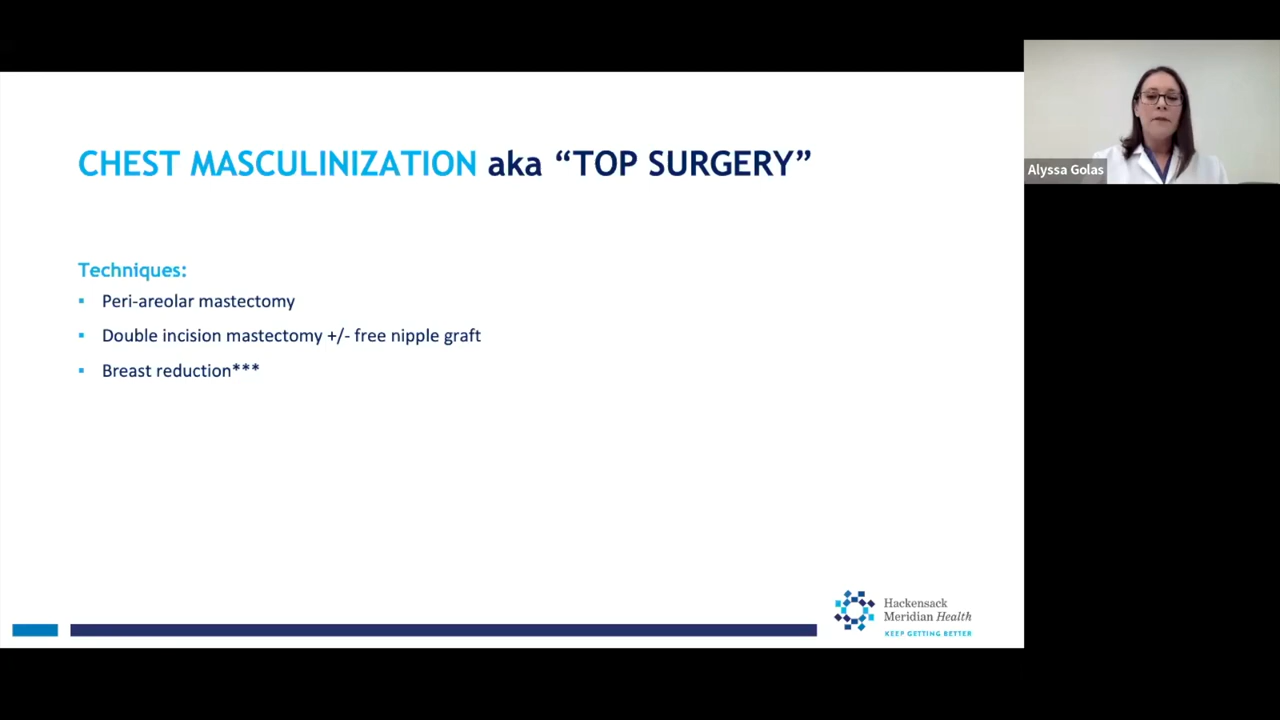 CHEST MASCULINIZATION aka “TOP SURGERY”
Techniques:
▪ Peri-areolar mastectomy
▪ Double incision mastectomy +/- free nipple graft
▪ Breast reduction***
Hackensack
Meridian Health
KEEP GETTING BETTER
Alyssa Golas